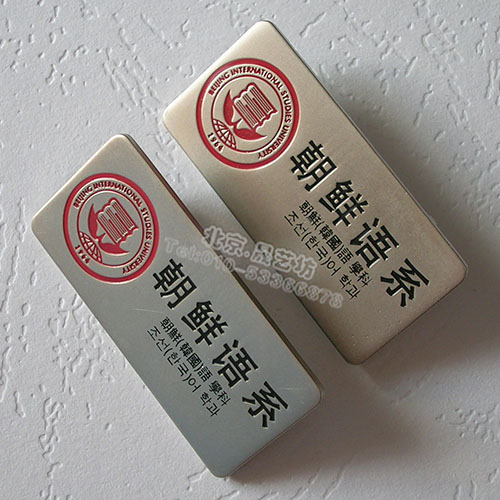 BEIJING INTERNATIONAL STUDIES UNIVERSITY
1964
朝鲜语系
朝鮮(韓國)語 學科
조선(한국)어 학과
BEIJING INTERNATIONAL STUDIES UNIVERSITY
1964
朝鲜语系
朝鮮(韓國)語 學科
조선(한국)어 학과
北京.晟艺坊
Tel:010-53366878